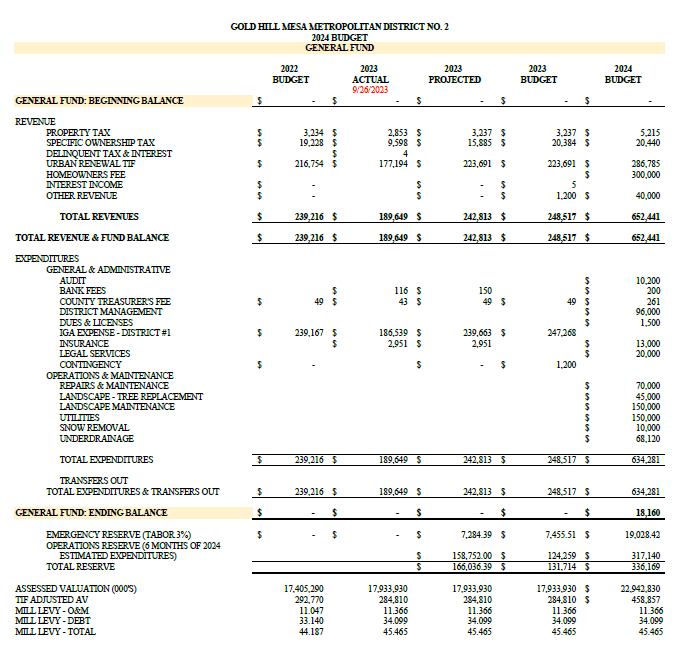 GOLD HILL MESA METROPOLITAN DISTRICT NO. 2
2024 BUDGET
GENERAL FUND
2022 2023 2023 2023 2024
BUDGET ACTUAL PROJECTED BUDGET BUDGET
9/26/2023
GENERAL FUND: BEGINNING BALANCE $ - $ - $ - $ - $ -
REVENUE
PROPERTY TAX $ 3,234 $ 2,853 $ 3,237 $ 3,237 $ 5,215
SPECIFIC OWNERSHIP TAX $ 19,228 $ 9,598 $ 15,885 $ 20,384 $ 20,440
DELINQUENT TAX & INTEREST $ 4
URBAN RENEWAL TIF $ 216,754 $ 177,194 $ 223,691 $ 223,691 $ 286,785
HOMEOWNERS FEE $ 300,000
INTEREST INCOME $ - $ - $ 5
OTHER REVENUE $ - $ - $ 1,200 $ 40,000
TOTAL REVENUES $ 239,216 $ 189,649 $ 242,813 $ 248,517 $ 652,441
TOTAL REVENUE & FUND BALANCE $ 239,216 $ 189,649 $ 242,813 $ 248,517 $ 652,441
EXPENDITURES
GENERAL & ADMINISTRATIVE
AUDIT $ 10,200
BANK FEES $ 116 $ 150 $ 200
COUNTY TREASURER'S FEE $ 49 $ 43 $ 49 $ 49 $ 261
DISTRICT MANAGEMENT $ 96,000
DUES & LICENSES $ 1,500
IGA EXPENSE - DISTRICT #1 $ 239,167 $ 186,539 $ 239,663 $ 247,268
INSURANCE $ 2,951 $ 2,951 $ 13,000
LEGAL SERVICES $ 20,000
CONTINGENCY $ - $ - $ 1,200
OPERATIONS & MAINTENANCE
REPAIRS & MAINTENANCE $ 70,000
LANDSCAPE - TREE REPLACEMENT $ 45,000
LANDSCAPE MAINTENANCE $ 150,000
UTILITIES $ 150,000
SNOW REMOVAL $ 10,000
UNDERDRAINAGE $ 68,120
TOTAL EXPENDITURES $ 239,216 $ 189,649 $ 242,813 $ 248,517 $ 634,281
TRANSFERS OUT
TOTAL EXPENDITURES & TRANSFERS OUT $ 239,216 $ 189,649 $ 242,813 $ 248,517 $ 634,281
GENERAL FUND: ENDING BALANCE $ - $ - $ - $ - $ 18,160
EMERGENCY RESERVE (TABOR 3%) $ - $ - $ 7,284.39 $ 7,455.51 $ 19,028.42
OPERATIONS RESERVE (6 MONTHS OF 2024
ESTIMATED EXPENDITURES) $ 158,752.00 $ 124,259 $ 317,140
TOTAL RESERVE $ 166,036.39 $ 131,714 $ 336,169
ASSESSED VALUATION (000'S) 17,405,290 17,933,930 17,933,930 17,933,930 $ 22,942,830
TIF ADJUSTED AV 292,770 284,810 284,810 284,810 $ 458,857
MILL LEVY - O&M 11.047 11.366 11.366 11.366 11.366
MILL LEVY - DEBT 33.140 34.099 34.099 34.099 34.099
MILL LEVY - TOTAL 44.187 45.465 45.465 45.465 45.465